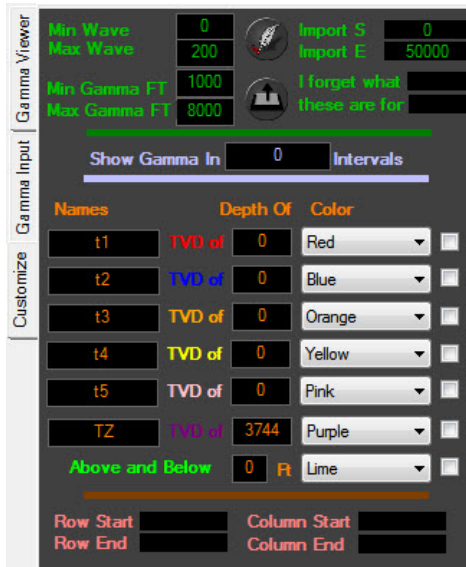 Gamma Viewer
Gamma Input
Customize
Min Wave 0 Import S 0
Max Wave 200 Import E 50000
Min Gamma FT 1000 I forget what
Max Gamma FT 8000 these are for
Show Gamma In 0 Intervals
Names Depth Of Color
t1 TVD of 0 Red
t2 TVD of 0 Blue
t3 TVD of 0 Orange
t4 TVD of 0 Yellow
t5 TVD of 0 Pink
TZ TVD of 3744 Purple
Above and Below 0 Ft Lime
Row Start Column Start
Row End Column End